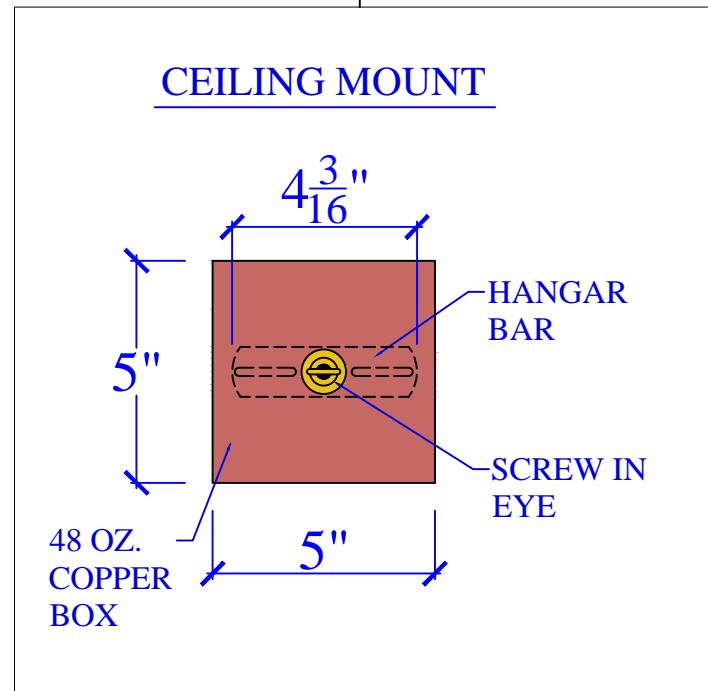 CEILING MOUNT
4 3/16"
HANGAR
BAR
5"
SCREW IN
EYE
48 OZ.
COPPER
BOX
5"